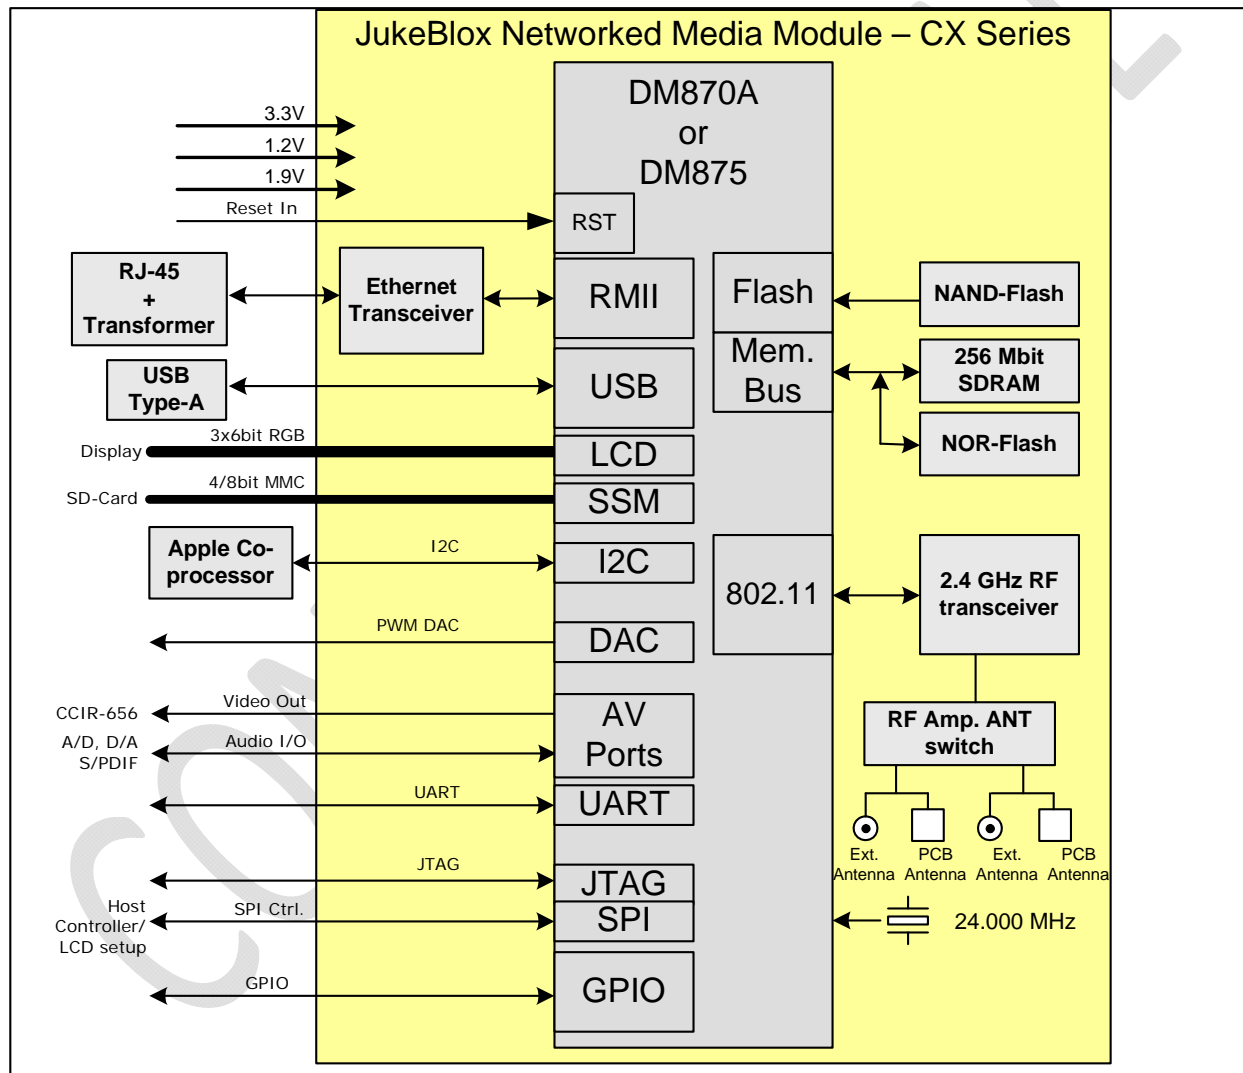 JukeBlox Networked Media Module – CX Series
DM870A
or
DM875
3.3V
1.2V
1.9V
Reset In
RST
RJ-45
+
Transformer
Ethernet
Transceiver
RMII
Flash
NAND-Flash
Mem.
Bus
256 Mbit
SDRAM
NOR-Flash
USB
Type-A
USB
Display
3x6bit RGB
LCD
SD-Card
4/8bit MMC
SSM
Apple Co-
processor
I2C
I2C
802.11
2.4 GHz RF
transceiver
PWM DAC
DAC
CCIR-656
Video Out
A/D, D/A
S/PDIF
Audio I/O
AV
Ports
RF Amp. ANT
switch
UART
UART
Ext.
Antenna
PCB
Antenna
Ext.
Antenna
PCB
Antenna
JTAG
JTAG
Host
Controller/
LCD setup
SPI Ctrl.
SPI
24.000 MHz
GPIO
GPIO